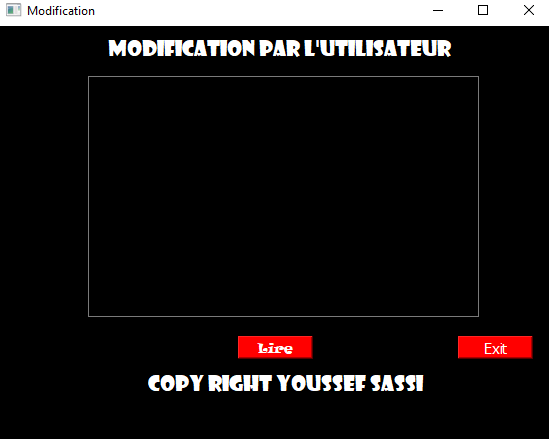 Modification
MODIFICATION PAR L'UTILISATEUR
Lire
Exit
COPY RIGHT YOUSSEF SASSI